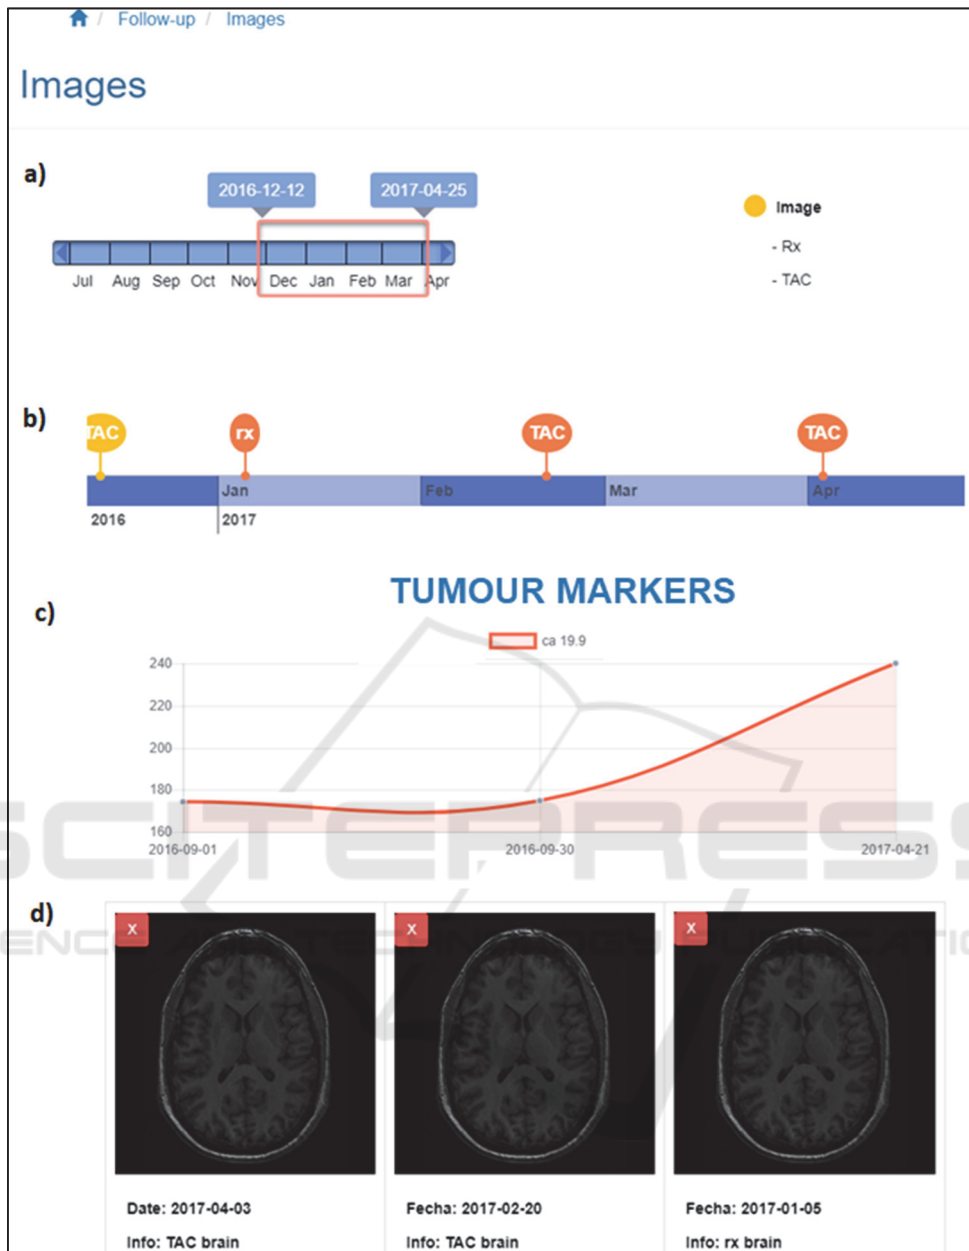 / Follow-up / Images
Images
a)
2016-12-12 2017-04-25
Image
- Rx
- TAC
Jul Aug Sep Oct Nov Dec Jan Feb Mar Apr
b)
TAC rx TAC TAC
Jan Feb Mar Apr
2016 2017
TUMOUR MARKERS
c)
ca 19.9
240
220
200
180
160
2016-09-01 2016-09-30 2017-04-21
SCITEPRESS
d)
X X X
Date: 2017-04-03 Fecha: 2017-02-20 Fecha: 2017-01-05
Info: TAC brain Info: TAC brain Info: rx brain